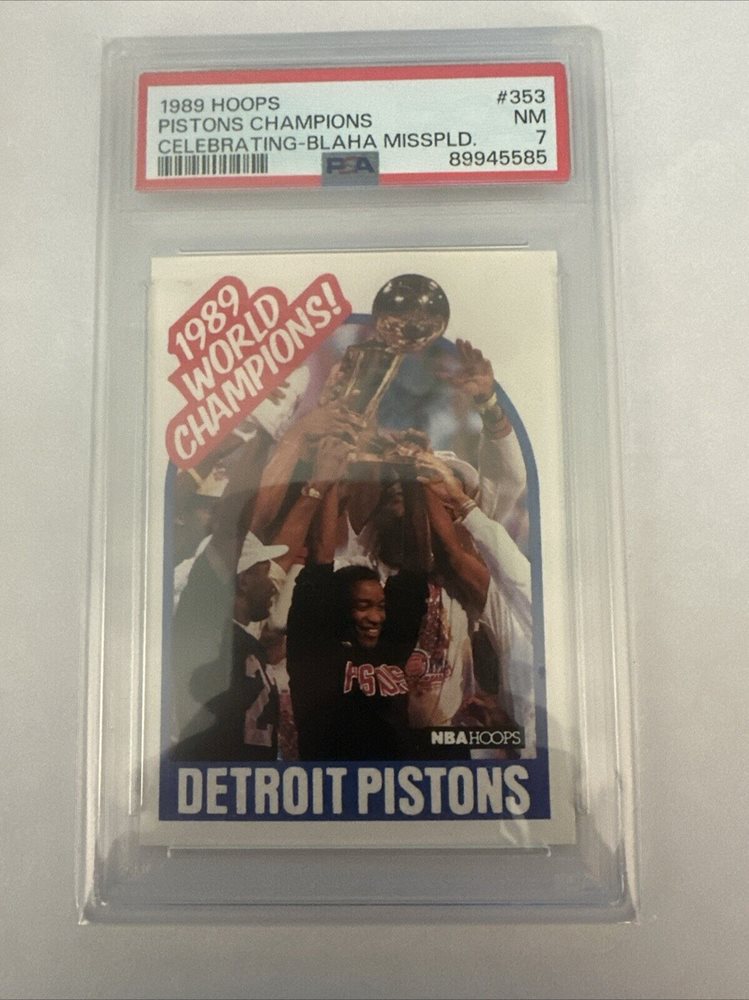 1989 HOOPS #353
PISTONS CHAMPIONS NM
CELEBRATING-BLAHA MISSPLD. 7
PSA 89945585
1989
WORLD
CHAMPIONS!
NBA HOOPS
DETROIT PISTONS